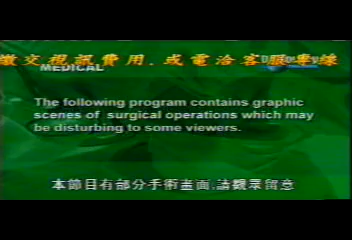 繳交視訊費用，或電洽客服專線
MEDICAL
The following program contains graphic
scenes of surgical operations which may
be disturbing to some viewers.
本節目有部分手術畫面,請觀眾留意